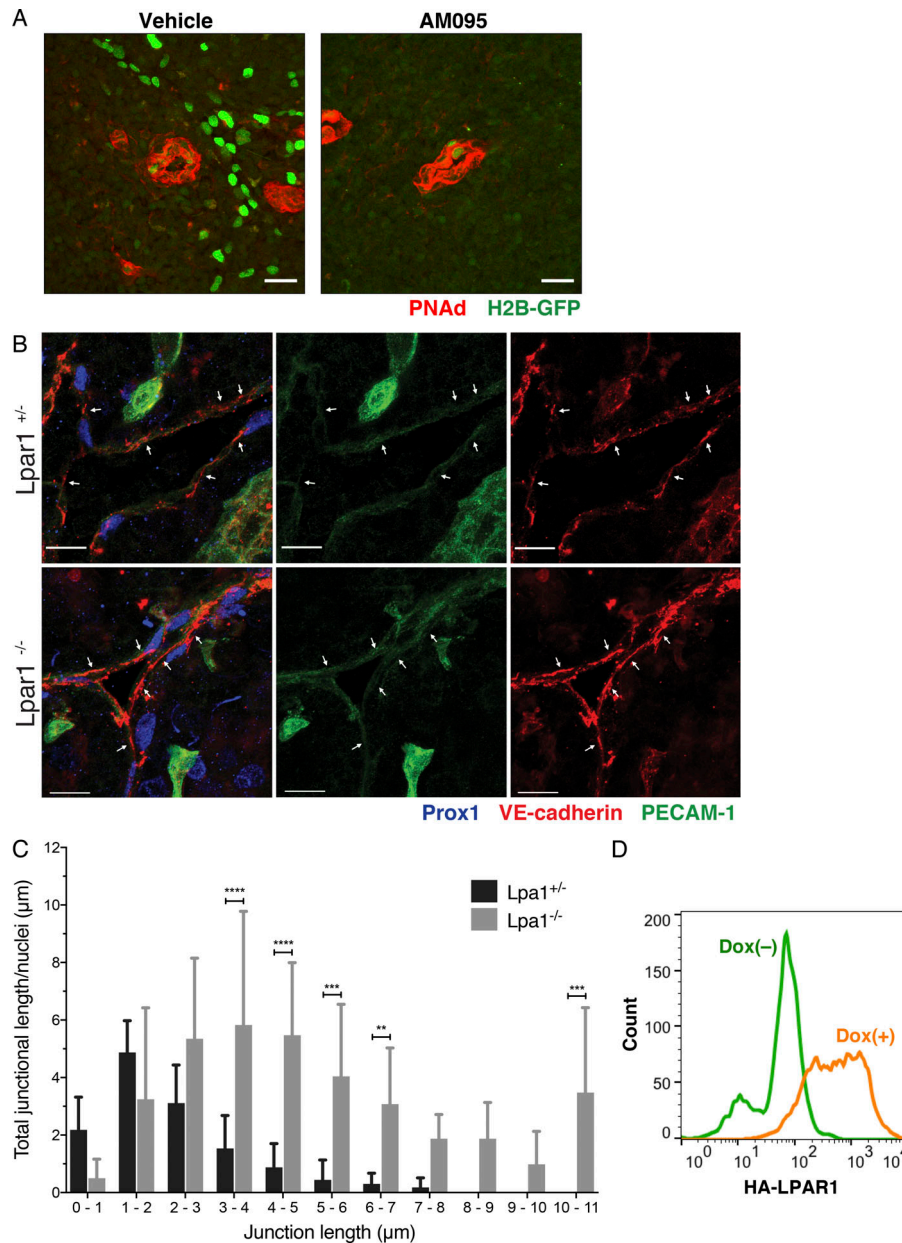 A
Vehicle
AM095
PNAd H2B-GFP
B
Lpar1 +/-
Lpar1 -/-
Prox1 VE-cadherin PECAM-1
C
Total junctional length/nuclei (µm)
12
10
8
6
4
2
0
****
****
***
**
***
Lpa1+/-
Lpa1-/-
0 - 1 1 - 2 2 - 3 3 - 4 4 - 5 5 - 6 6 - 7 7 - 8 8 - 9 9 - 10 10 - 11
Junction length (µm)
D
Count
200
150
100
50
0
Dox(–)
Dox(+)
10^0 10^1 10^2 10^3 10^4
HA-LPAR1